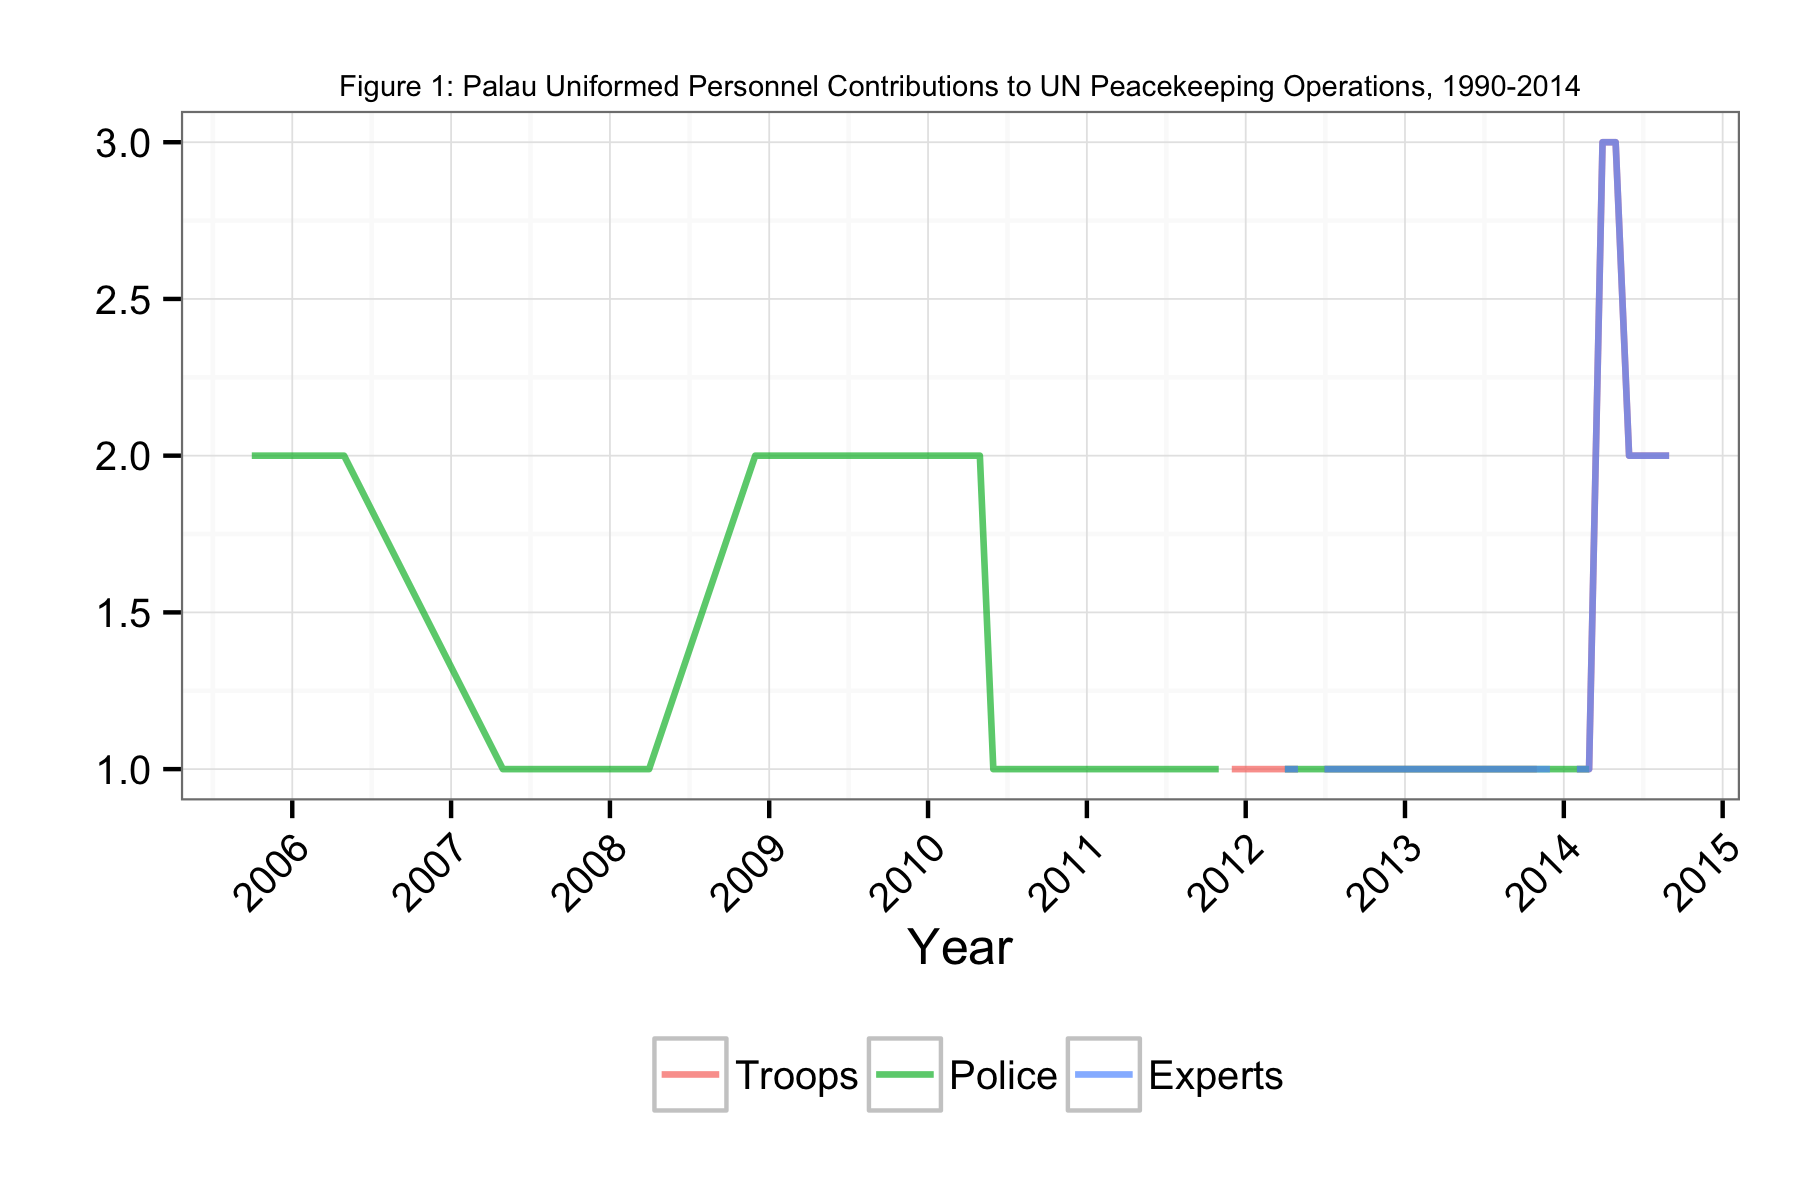 Figure 1: Palau Uniformed Personnel Contributions to UN Peacekeeping Operations, 1990-2014
3.0
2.5
2.0
1.5
1.0
2006 2007 2008 2009 2010 2011 2012 2013 2014 2015
Year
Troops Police Experts